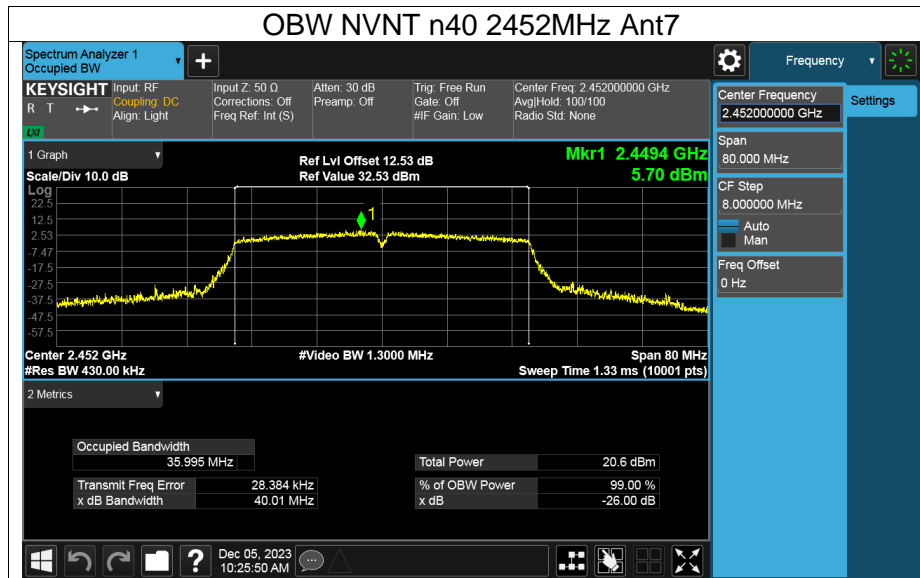 OBW NVNT n40 2452MHz Ant7
Spectrum Analyzer 1
Occupied BW
+
Frequency
KEYSIGHT
R T
LXI
Input: RF
Coupling: DC
Align: Light
Input Z: 50 Ω
Corrections: Off
Freq Ref: Int (S)
Atten: 30 dB
Preamp: Off
Trig: Free Run
Gate: Off
#IF Gain: Low
Center Freq: 2.452000000 GHz
Avg|Hold: 100/100
Radio Std: None
Center Frequency
2.452000000 GHz
Settings
Span
80.000 MHz
CF Step
8.000000 MHz
Auto
Man
Freq Offset
0 Hz
1 Graph
Ref Lvl Offset 12.53 dB
Mkr1 2.4494 GHz
Scale/Div 10.0 dB
Ref Value 32.53 dBm
5.70 dBm
Log
22.5
12.5
2.53
-7.47
-17.5
-27.5
-37.5
-47.5
-57.5
1
Center 2.452 GHz
#Video BW 1.3000 MHz
Span 80 MHz
#Res BW 430.00 kHz
Sweep Time 1.33 ms (10001 pts)
2 Metrics
Occupied Bandwidth
35.995 MHz
Total Power 20.6 dBm
Transmit Freq Error 28.384 kHz
% of OBW Power 99.00 %
x dB Bandwidth 40.01 MHz
x dB -26.00 dB
?
Dec 05, 2023
10:25:50 AM